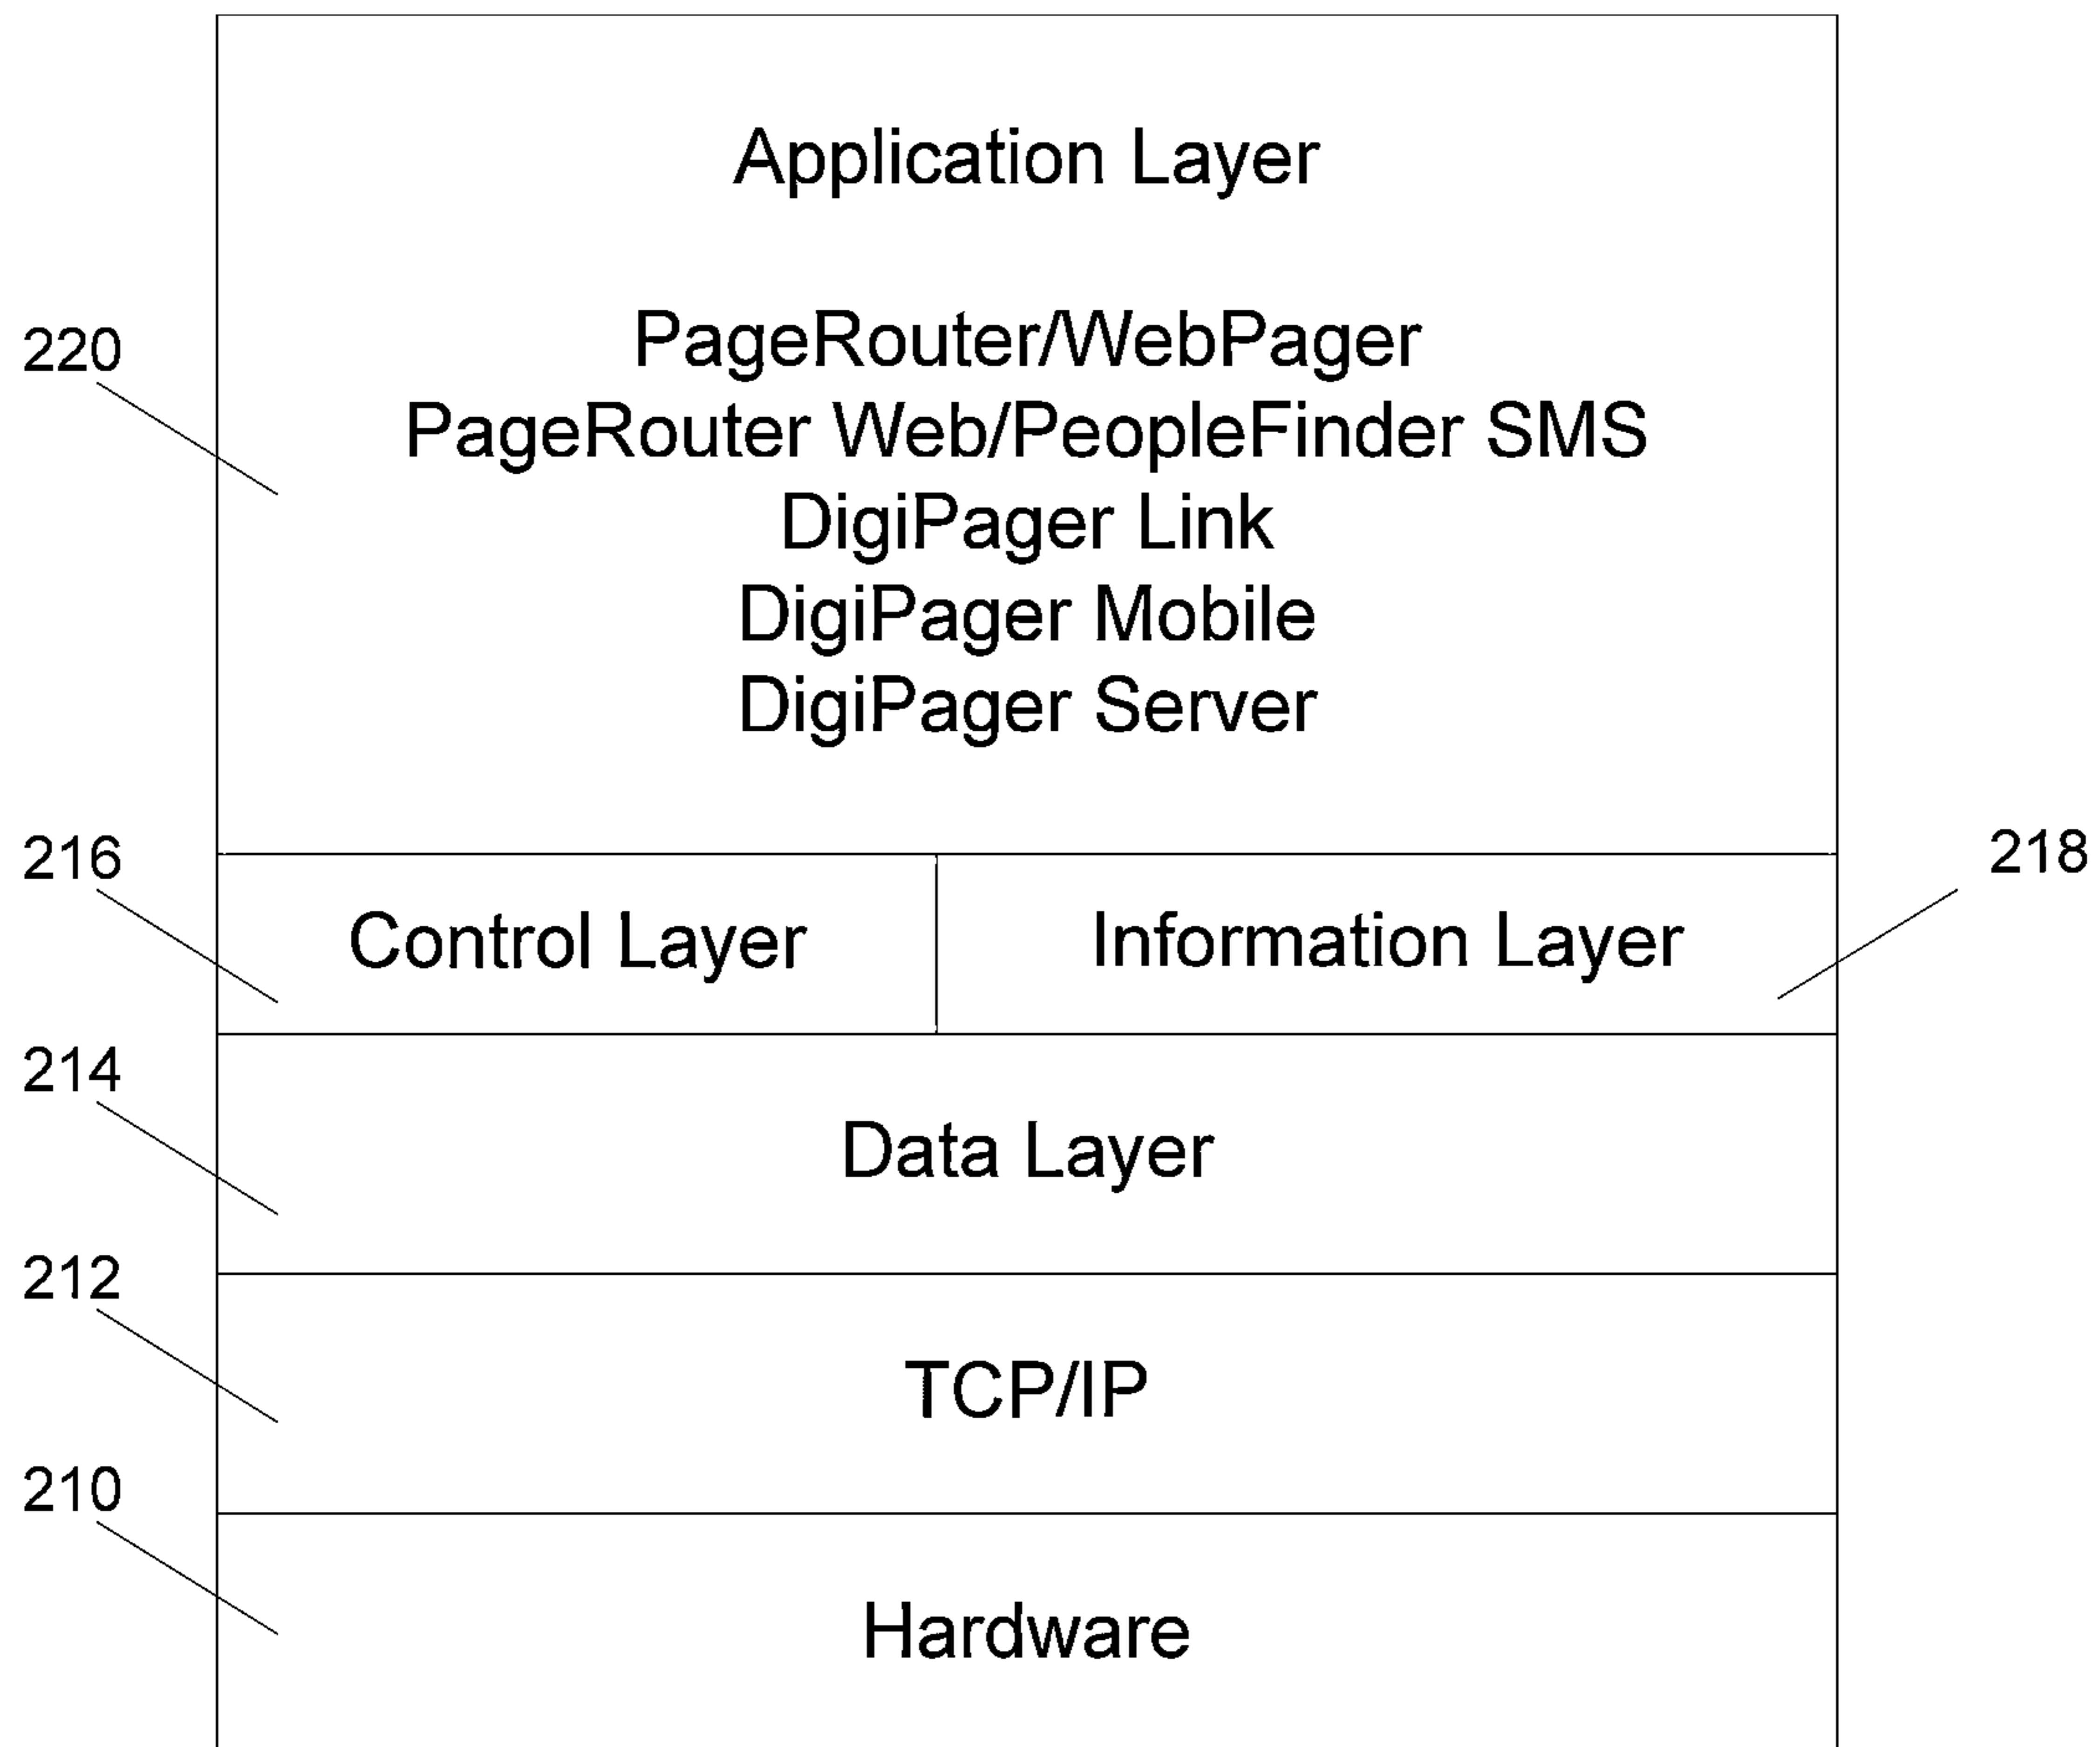 Application Layer
PageRouter/WebPager
220
PageRouter Web/PeopleFinder SMS
DigiPager Link
DigiPager Mobile
DigiPager Server
216
218
Control Layer
Information Layer
214
Data Layer
212
TCP/IP
210
Hardware